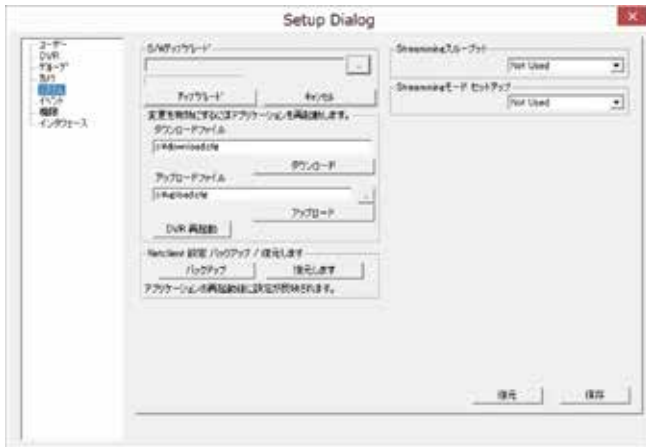 Setup Dialog
ユーザー
DVR
グループ
カメラ
システム
イベント
権限
インタフェース
S/Wアップグレード
...
アップグレード
キャンセル
変更を有効にするにはアプリケーションを再起動します。
ダウンロードファイル
c:¥download.cfg
ダウンロード
アップロードファイル
c:¥upload.cfg
...
アップロード
DVR 再起動
Netclient 設定 バックアップ / 復元します
バックアップ
復元します
アプリケーションの再起動後に設定が反映されます。
Streamingスループット
Not Used
Streamingモード セットアップ
Not Used
復元
保存